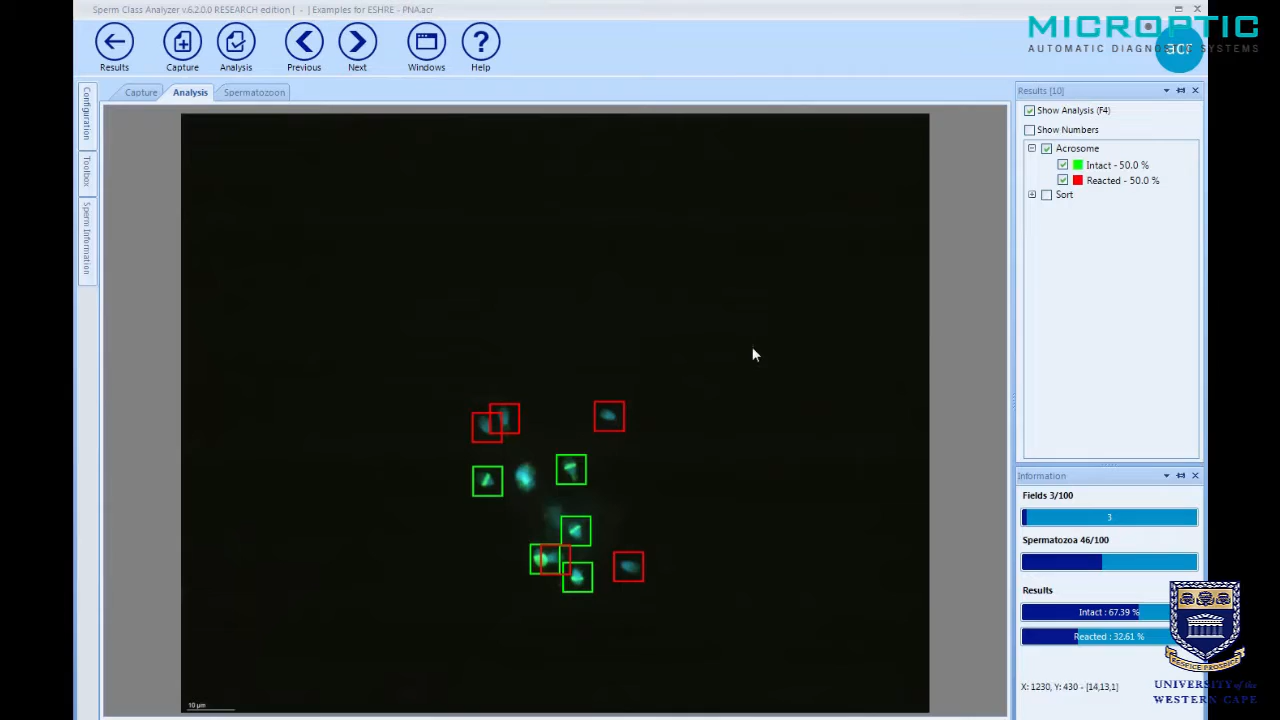 Sperm Class Analyzer v.6.2.0.0 RESEARCH edition [ - | Examples for ESHRE - PNA.acr
MICROPTIC
AUTOMATIC DIAGNOSTIC SYSTEMS
acr
Results
Capture
Analysis
Previous
Next
Windows
Help
Capture
Analysis
Spermatozoon
Configuration
Toolbox
Sperm Information
Results [10]
Show Analysis (F4)
Show Numbers
Acrosome
Intact - 50.0 %
Reacted - 50.0 %
Sort
Information
Fields 3/100
3
Spermatozoa 46/100
Results
Intact : 67.39 %
Reacted : 32.61 %
X: 1230, Y: 430 - [14,13,1]
10 µm
RESPICE PROSPICE
UNIVERSITY of the
WESTERN CAPE